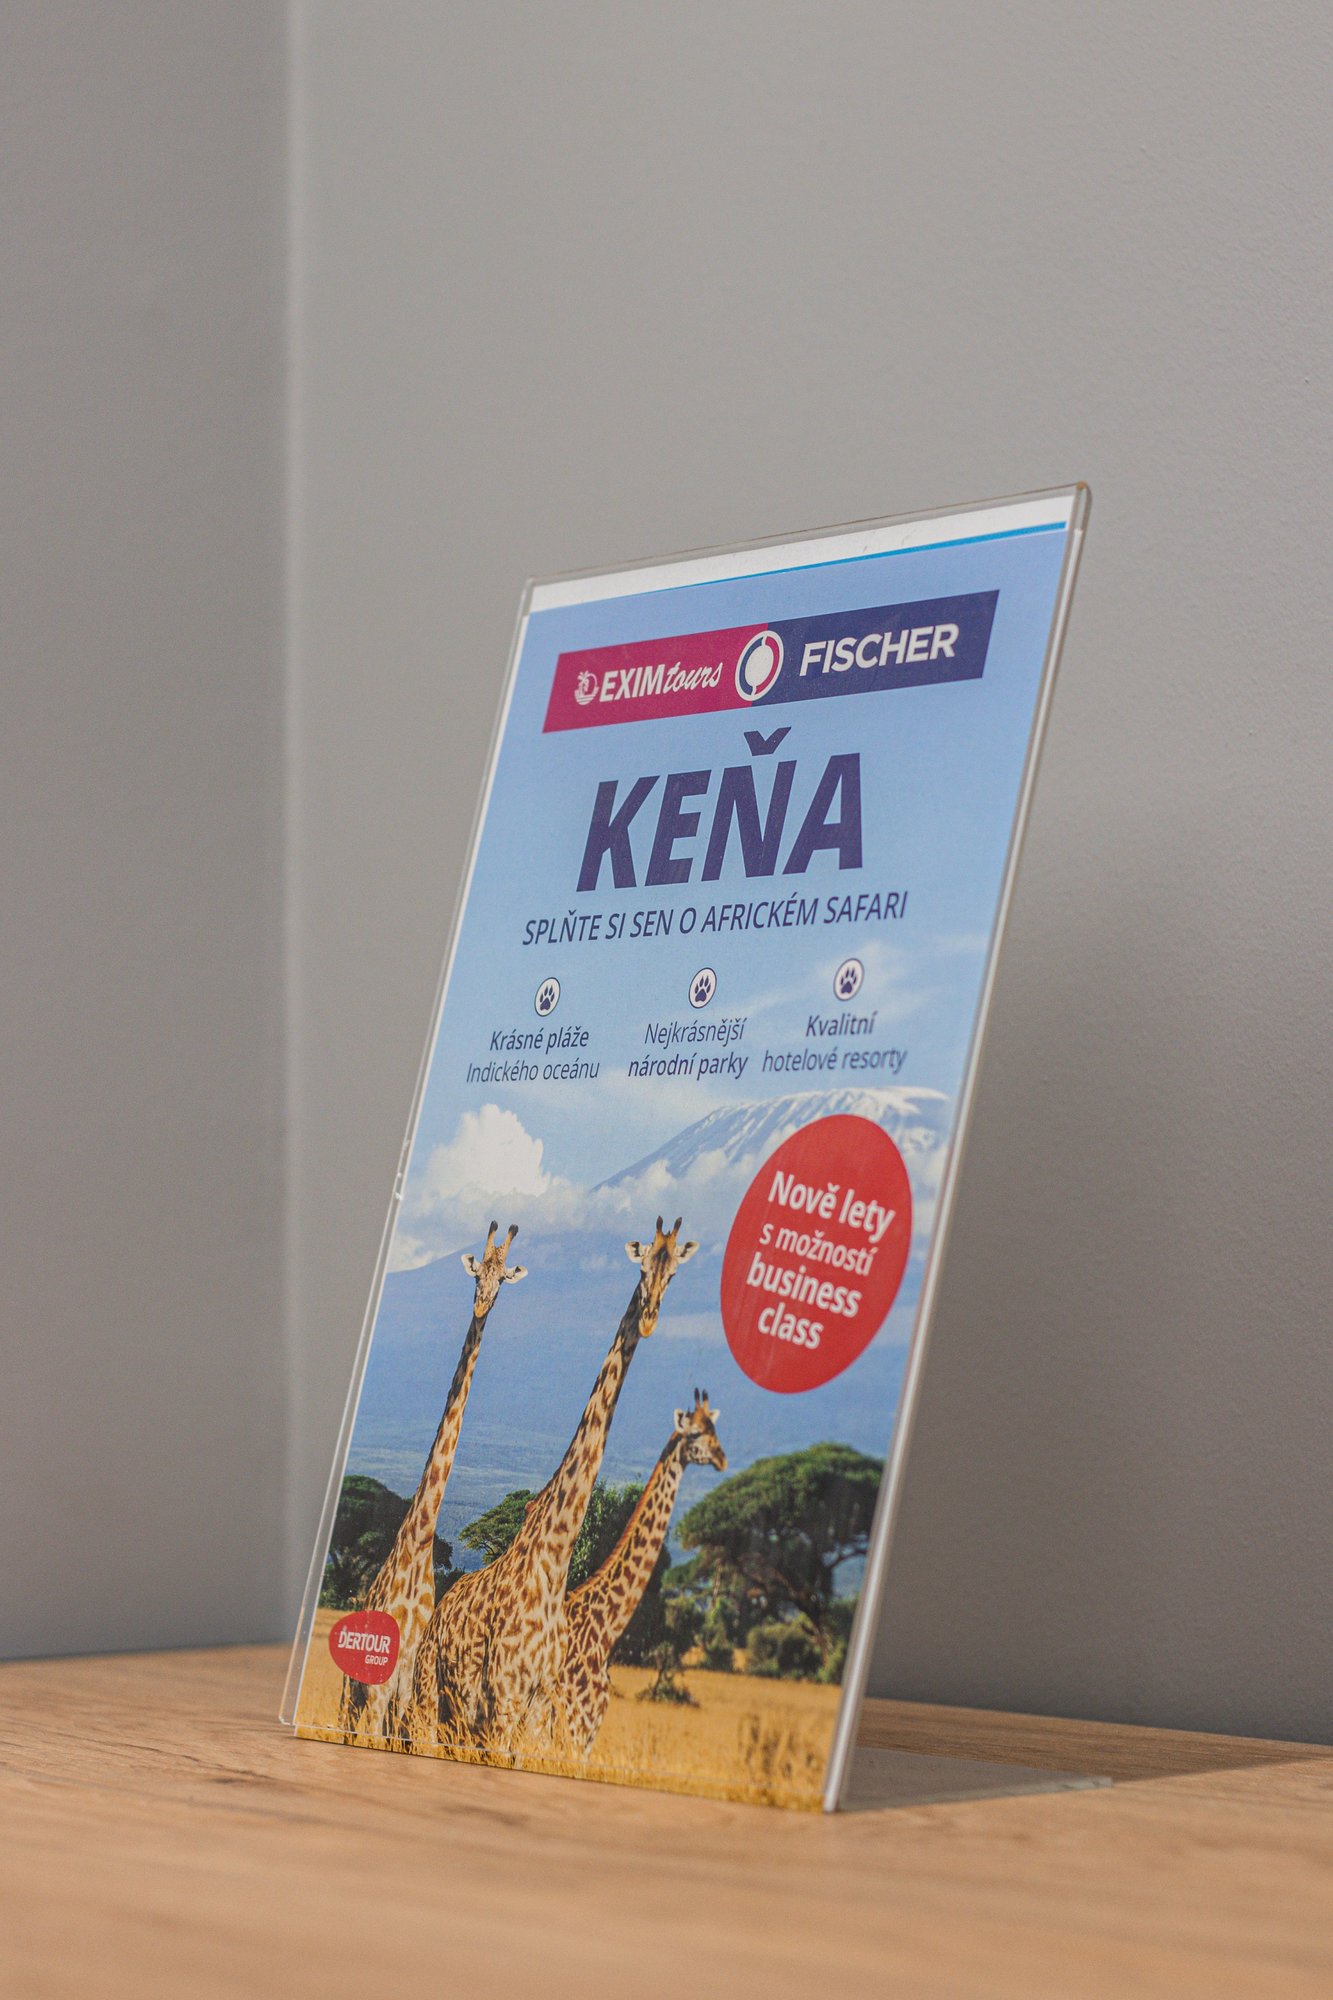 EXIMtours FISCHER
KEŇA
SPLŇTE SI SEN O AFRICKÉM SAFARI
Krásné pláže
Indického oceánu
Nejkrásnější
národní parky
Kvalitní
hotelové resorty
Nově lety
s možností
business
class
DERTOUR
GROUP